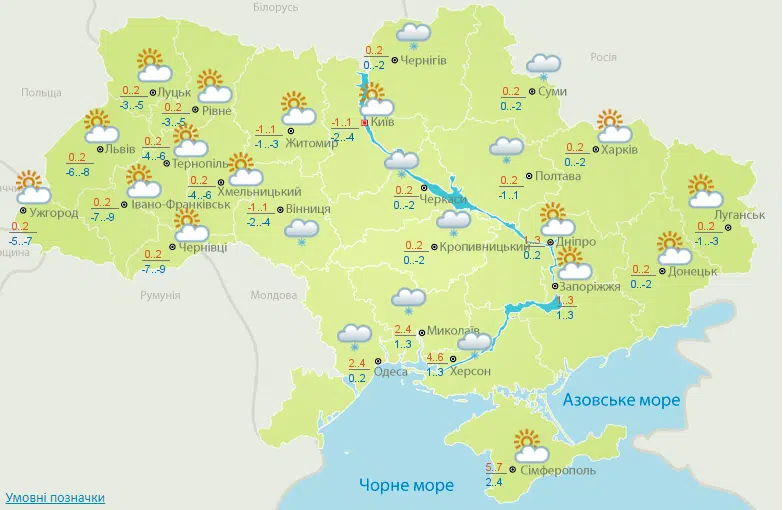 Білорусь
0..2
0..-2
Чернігів
Росія
0..2
-3..-5
Луцьк
0..2
0..-2
Суми
Польща
0..2
-3..-5
Рівне
-1..1
-1..-3
Житомир
-1..1
-2..-4
Київ
0..2
-6..-8
Львів
0..2
-4..-6
Тернопіль
0..2
0..-2
Харків
0..2
-4..-6
Хмельницький
0..2
-1..1
Полтава
0..2
0..-2
Черкаси
0..2
-5..-7
Ужгород
0..2
-7..-9
Івано-Франківськ
-1..1
-2..-4
Вінниця
0..2
-1..-3
Луганськ
0..2
-7..-9
Чернівці
0..2
0..-2
Кропивницький
1..3
0..2
Дніпро
0..2
0..-2
Донецьк
Румунія
Молдова
Запоріжжя
1..3
1..3
2..4
1..3
Миколаїв
2..4
0..2
Одеса
4..6
1..3
Херсон
Азовське море
5..7
2..4
Сімферополь
Чорне море
Умовні позначки